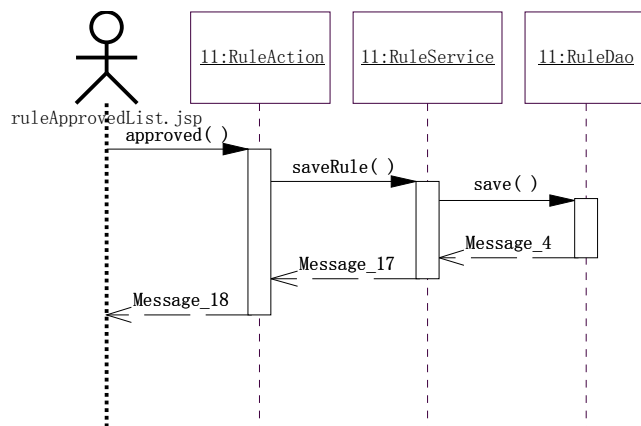 11:RuleAction
11:RuleService
11:RuleDao
ruleApprovedList.jsp
approved( )
saveRule( )
save( )
Message_4
Message_17
Message_18